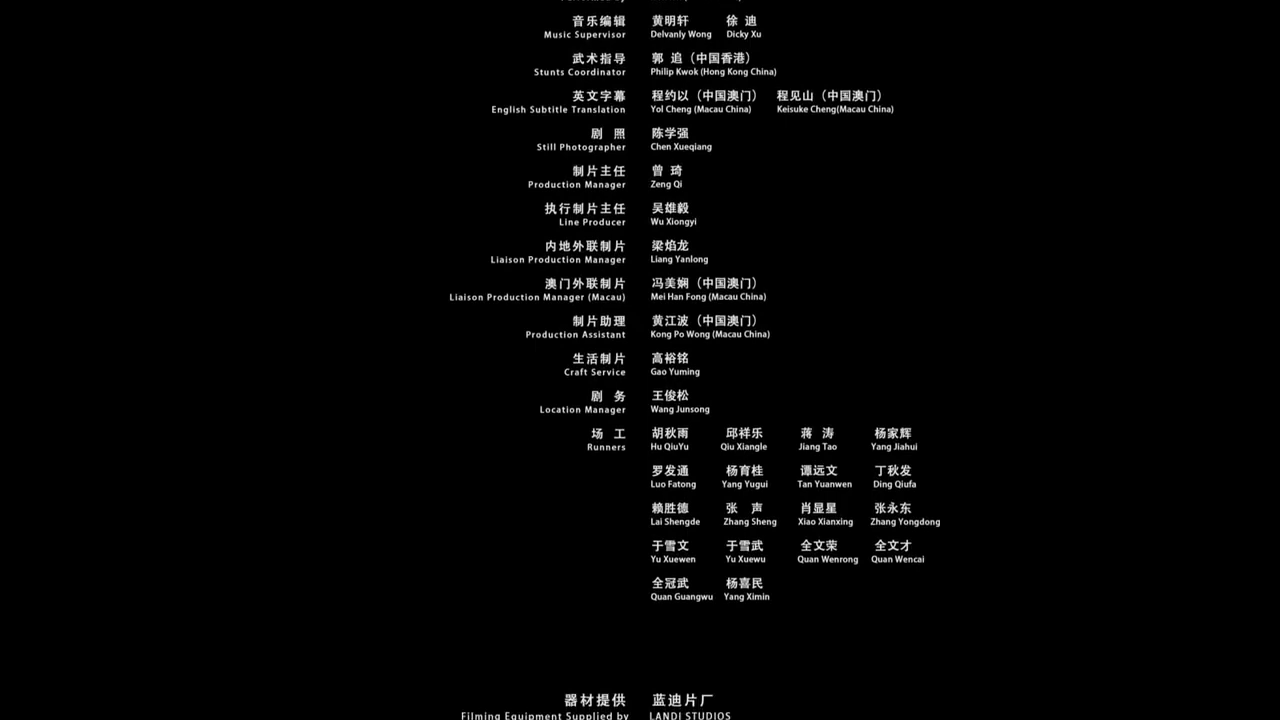 音乐编辑 黄明轩 徐 迪
Music Supervisor Delvanly Wong Dicky Xu
武术指导 郭 追（中国香港）
Stunts Coordinator Philip Kwok (Hong Kong China)
英文字幕 程约以（中国澳门） 程见山（中国澳门）
English Subtitle Translation Yol Cheng (Macau China) Keisuke Cheng(Macau China)
剧 照 陈学强
Still Photographer Chen Xueqiang
制片主任 曾 琦
Production Manager Zeng Qi
执行制片主任 吴雄毅
Line Producer Wu Xiongyi
内地外联制片 梁焰龙
Liaison Production Manager Liang Yanlong
澳门外联制片 冯美娴（中国澳门）
Liaison Production Manager (Macau) Mei Han Fong (Macau China)
制片助理 黄江波（中国澳门）
Production Assistant Kong Po Wong (Macau China)
生活制片 高裕铭
Craft Service Gao Yuming
剧 务 王俊松
Location Manager Wang Junsong
场 工 胡秋雨 邱祥乐 蒋 涛 杨家辉
Runners Hu QiuYu Qiu Xiangle Jiang Tao Yang Jiahui
罗发通 杨育桂 谭远文 丁秋发
Luo Fatong Yang Yugui Tan Yuanwen Ding Qiufa
赖胜德 张 声 肖显星 张永东
Lai Shengde Zhang Sheng Xiao Xianxing Zhang Yongdong
于雪文 于雪武 全文荣 全文才
Yu Xuewen Yu Xuewu Quan Wenrong Quan Wencai
全冠武 杨喜民
Quan Guangwu Yang Ximin
器材提供 蓝迪片厂
Filming Equipment Supplied by LANDI STUDIOS